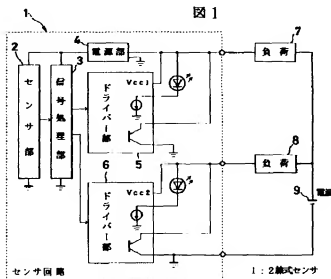 図1
1
2
3
4
7
センサ部
信号処理部
電源部
負荷
Vcc1
ドライバー部
5
6
8
負荷
9
電源
Vcc2
ドライバー部
センサ回路
1:2線式センサ